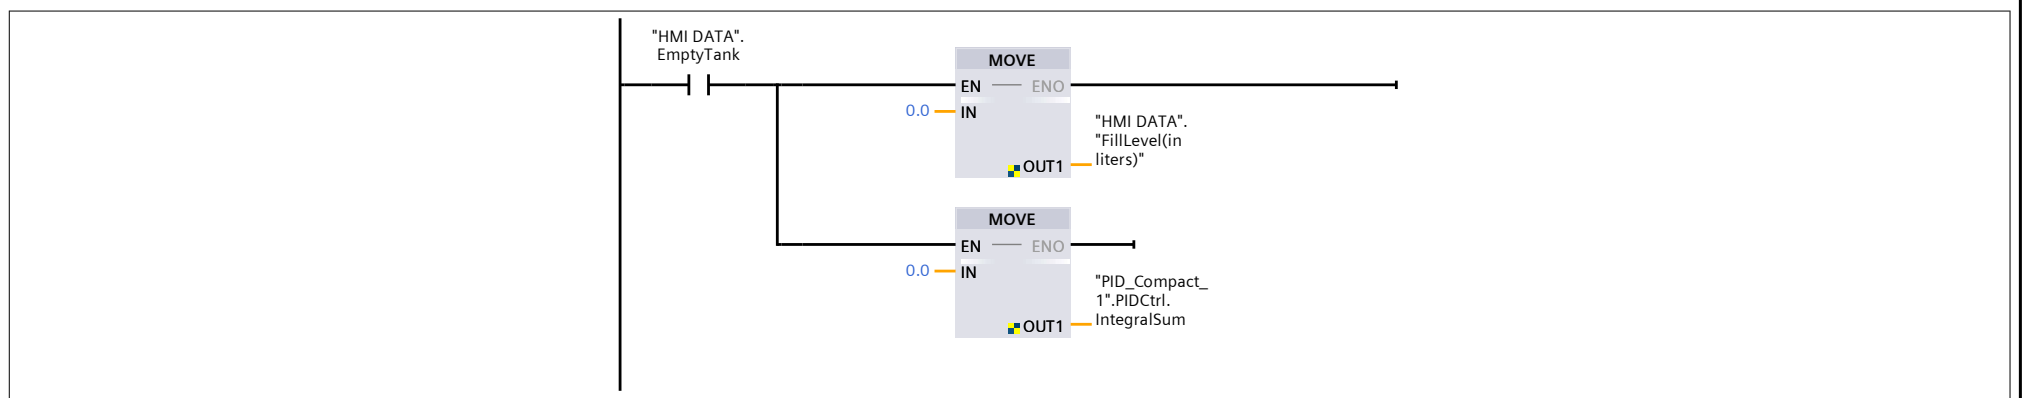 "HMI DATA".
EmptyTank
MOVE
EN
ENO
0.0
IN
OUT1
"HMI DATA".
"FillLevel(in
liters)"
MOVE
EN
ENO
0.0
IN
OUT1
"PID_Compact_
1".PIDCtrl.
IntegralSum